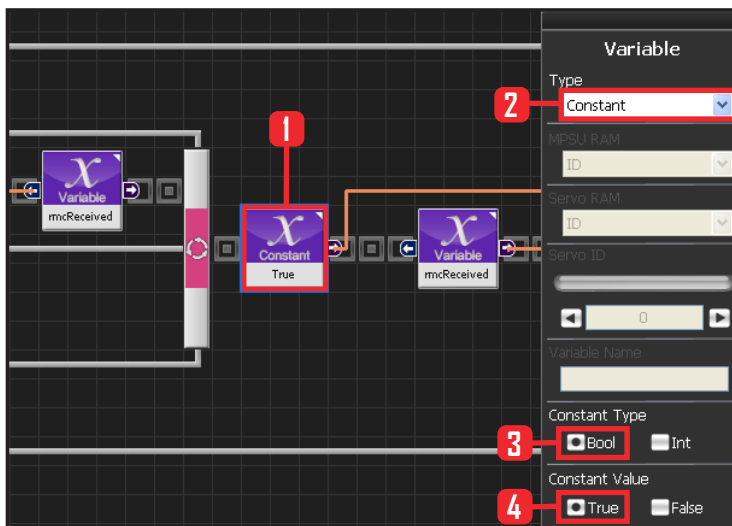 Variable
Type
2
Constant
1
MPSU RAM
ID
Servo RAM
ID
Variable
rmcReceived
Constant
True
Variable
rmcReceived
Servo ID
0
Variable Name
Constant Type
3
Bool
Int
Constant Value
4
True
False